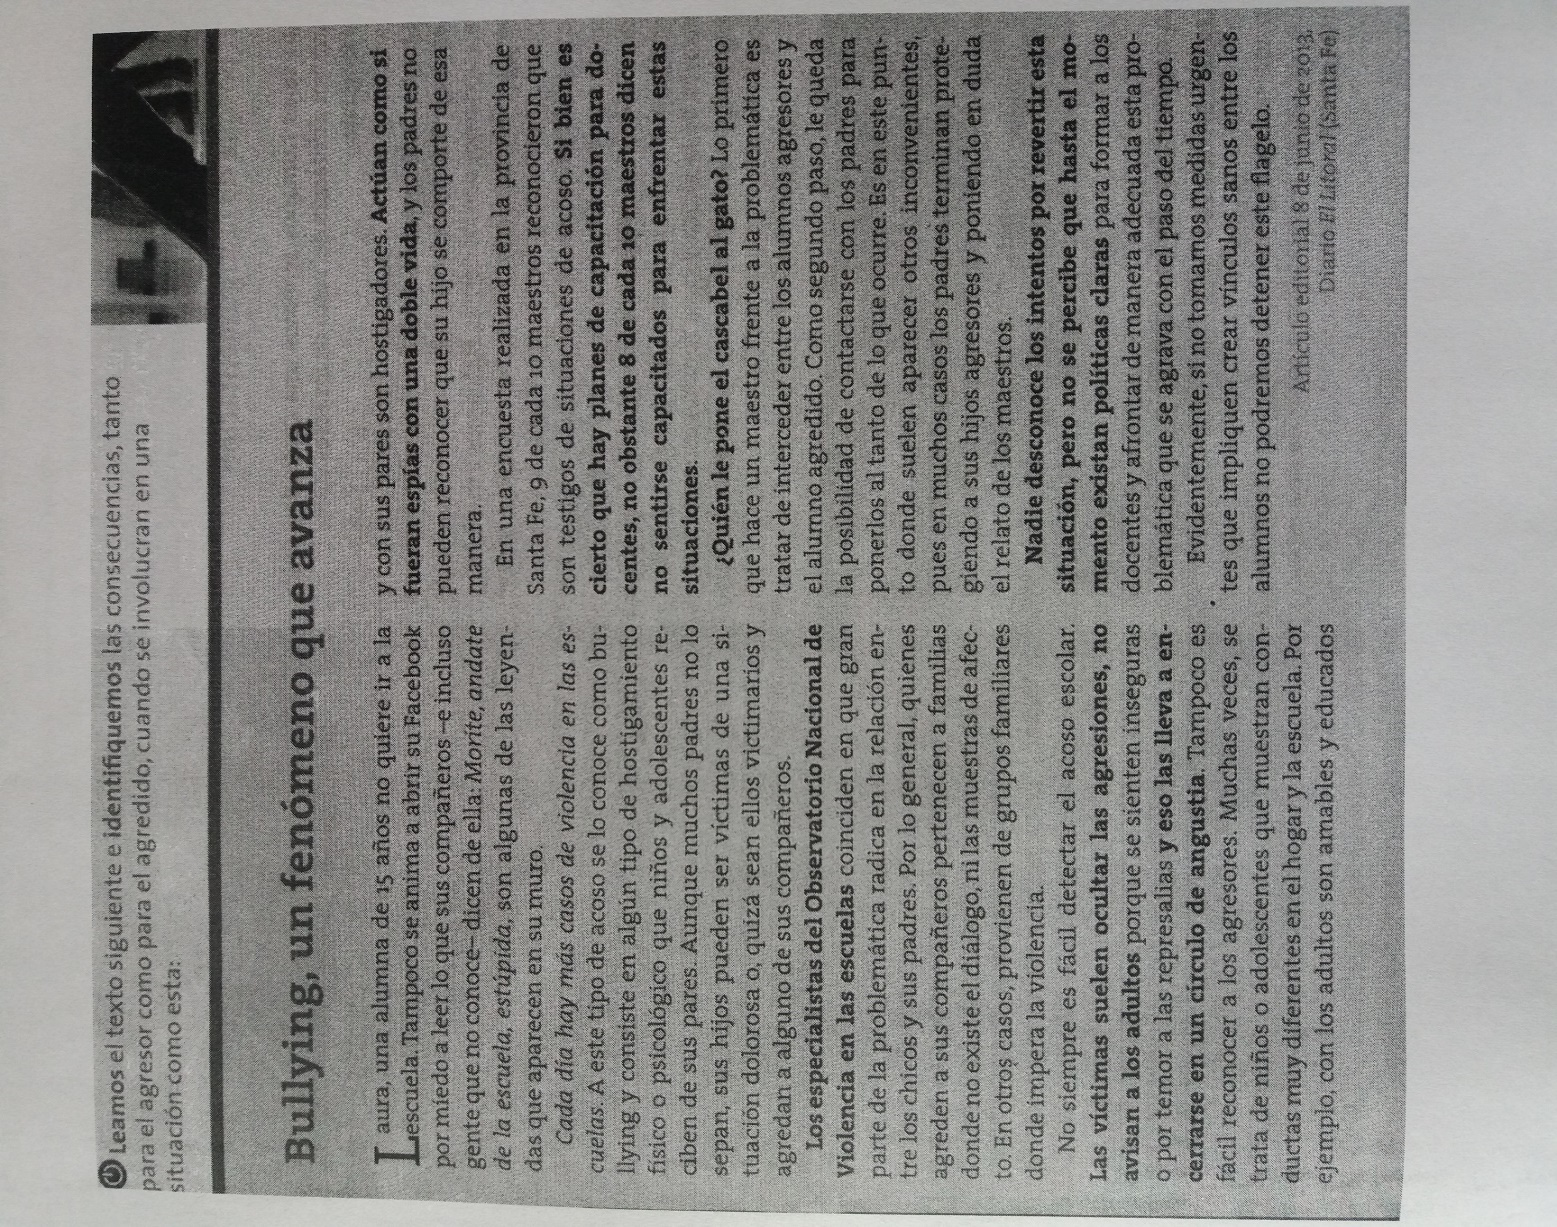 Leamos el texto siguiente e identifiquemos las consecuencias, tanto
para el agresor como para el agredido, cuando se involucran en una
situación como esta:
Bullying, un fenómeno que avanza
Laura, una alumna de 15 años no quiere ir a la
escuela. Tampoco se anima a abrir su Facebook
por miedo a leer lo que sus compañeros –e incluso
gente que no conoce– dicen de ella: Morite, andate
de la escuela, estúpida, son algunas de las leyen-
das que aparecen en su muro.
Cada día hay más casos de violencia en las es-
cuelas. A este tipo de acoso se lo conoce como bu-
llying y consiste en algún tipo de hostigamiento
físico o psicológico que niños y adolescentes re-
ciben de sus pares. Aunque muchos padres no lo
sepan, sus hijos pueden ser víctimas de una si-
tuación dolorosa o, quizá sean ellos victimarios y
agredan a alguno de sus compañeros.
Los especialistas del Observatorio Nacional de
Violencia en las escuelas coinciden en que gran
parte de la problemática radica en la relación en-
tre los chicos y sus padres. Por lo general, quienes
agreden a sus compañeros pertenecen a familias
donde no existe el diálogo, ni las muestras de afec-
to. En otros casos, provienen de grupos familiares
donde impera la violencia.
No siempre es fácil detectar el acoso escolar.
Las víctimas suelen ocultar las agresiones, no
avisan a los adultos porque se sienten inseguras
o por temor a las represalias y eso las lleva a en-
cerrarse en un círculo de angustia. Tampoco es
fácil reconocer a los agresores. Muchas veces, se
trata de niños o adolescentes que muestran con-
ductas muy diferentes en el hogar y la escuela. Por
ejemplo, con los adultos son amables y educados
y con sus pares son hostigadores. Actúan como si
fueran espías con una doble vida, y los padres no
pueden reconocer que su hijo se comporte de esa
manera.
En una encuesta realizada en la provincia de
Santa Fe, 9 de cada 10 maestros reconocieron que
son testigos de situaciones de acoso. Si bien es
cierto que hay planes de capacitación para do-
centes, no obstante 8 de cada 10 maestros dicen
no sentirse capacitados para enfrentar estas
situaciones.
¿Quién le pone el cascabel al gato? Lo primero
que hace un maestro frente a la problemática es
tratar de interceder entre los alumnos agresores y
el alumno agredido. Como segundo paso, le queda
la posibilidad de contactarse con los padres para
ponerlos al tanto de lo que ocurre. Es en este pun-
to donde suelen aparecer otros inconvenientes,
pues en muchos casos los padres terminan prote-
giendo a sus hijos agresores y poniendo en duda
el relato de los maestros.
Nadie desconoce los intentos por revertir esta
situación, pero no se percibe que hasta el mo-
mento existan políticas claras para formar a los
docentes y afrontar de manera adecuada esta pro-
blemática que se agrava con el paso del tiempo.
Evidentemente, si no tomamos medidas urgen-
tes que impliquen crear vínculos sanos entre los
alumnos no podremos detener este flagelo.
Artículo editorial 8 de junio de 2013,
Diario El Litoral (Santa Fe)